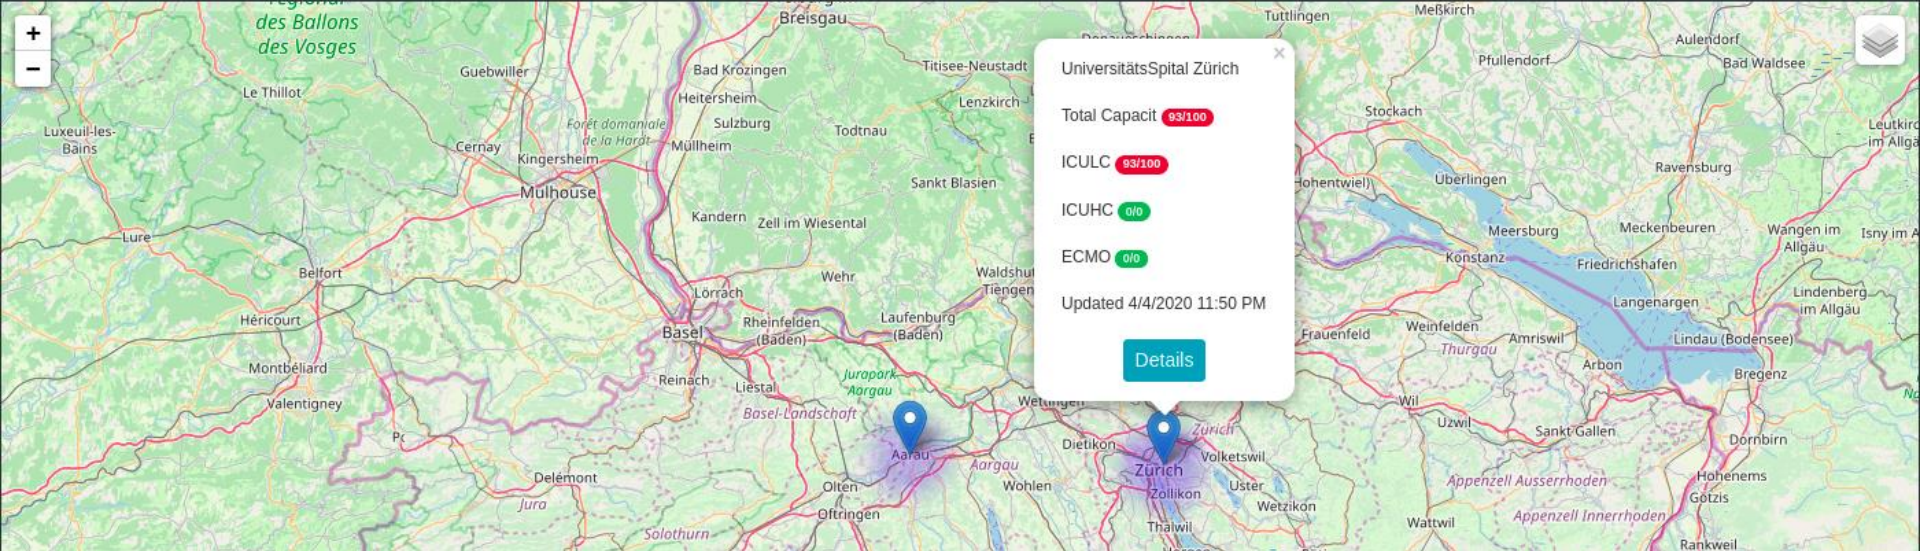 +
−
régional
des Ballons
des Vosges
Breisgau
Tuttlingen
Meßkirch
Donaueschingen
Aulendorf
Bad Waldsee
Pfullendorf
Guebwiller
Le Thillot
Bad Krozingen
Heitersheim
Titisee-Neustadt
Lenzkirch
Stockach
Luxeuil-les-
Bains
Forêt domaniale
de la Hardt
Sulzburg
Todtnau
Leutkirc
im Allgä
Cernay
Kingersheim
Müllheim
Ravensburg
Mulhouse
Sankt Blasien
Hohentwiel)
Überlingen
Kandern
Zell im Wiesental
Meersburg
Meckenbeuren
Wangen im
Allgäu
Isny im A
Lure
Belfort
Wehr
Waldshu
Tiengen
Konstanz
Friedrichshafen
Lörrach
Langenargen
Lindenberg
im Allgäu
Héricourt
Basel
Rheinfelden
(Baden)
Laufenburg
(Baden)
Frauenfeld
Weinfelden
Amriswil
Lindau (Bodensee)
Thurgau
Montbéliard
Reinach
Liestal
Jurapark
Aargau
Arbon
Bregenz
Valentigney
Basel-Landschaft
Wettingen
Wil
Uzwil
Sankt Gallen
Dornbirn
Aarau
Aargau
Dietikon
Zürich
Zürich
Volketswil
Delémont
Jura
Olten
Oftringen
Wohlen
Zollikon
Uster
Wetzikon
Appenzell Ausserrhoden
Hohenems
Götzis
Solothurn
Thalwil
Wattwil
Appenzell Innerrhoden
Rankweil
×
UniversitätsSpital Zürich
Total Capacit 93/100
ICULC 93/100
ICUHC 0/0
ECMO 0/0
Updated 4/4/2020 11:50 PM
Details